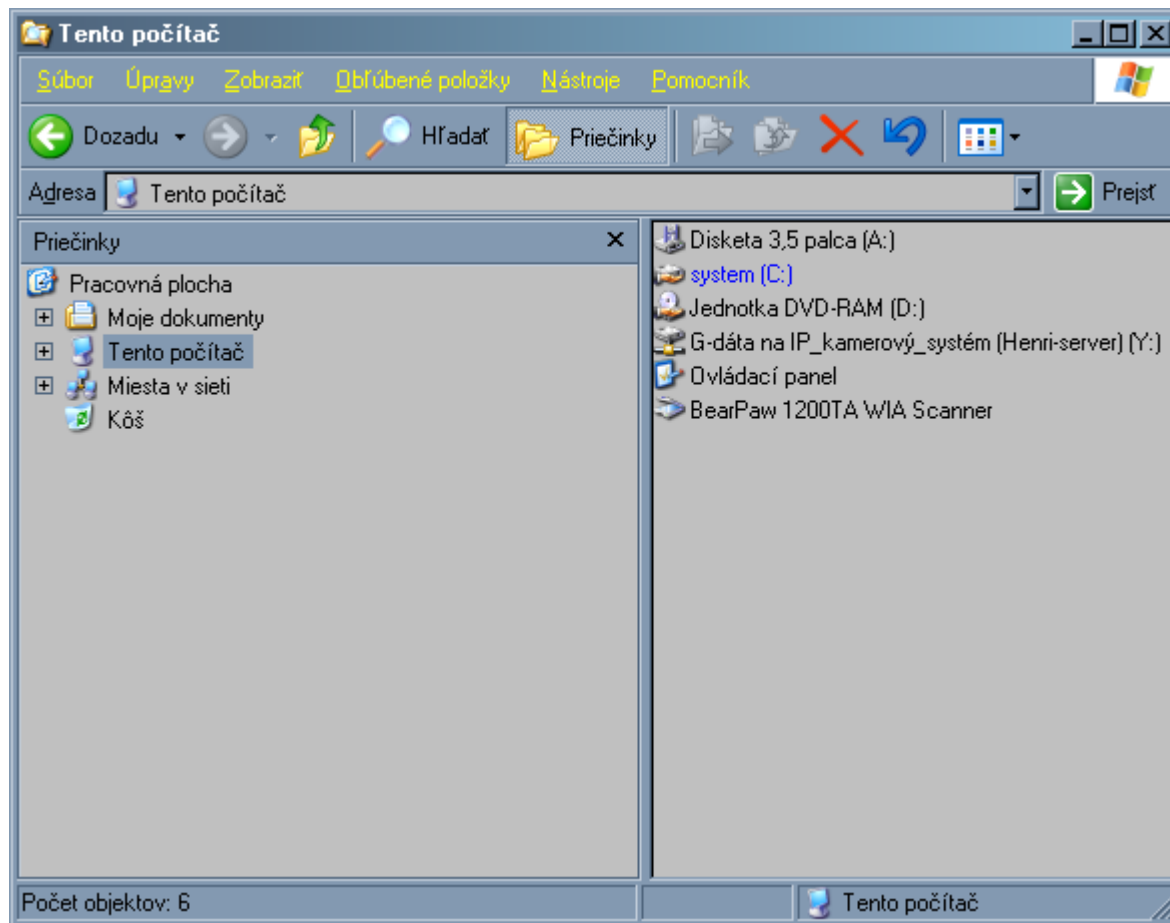 Tento počítač
Súbor Úpravy Zobraziť Obľúbené položky Nástroje Pomocník
Dozadu Hľadať Priečinky
Adresa Tento počítač Prejsť
Priečinky
Pracovná plocha
Moje dokumenty
Tento počítač
Miesta v sieti
Kôš
Disketa 3,5 palca (A:)
system (C:)
Jednotka DVD-RAM (D:)
G-dáta na IP_kamerový_systém (Henri-server) (Y:)
Ovládací panel
BearPaw 1200TA WIA Scanner
Počet objektov: 6 Tento počítač